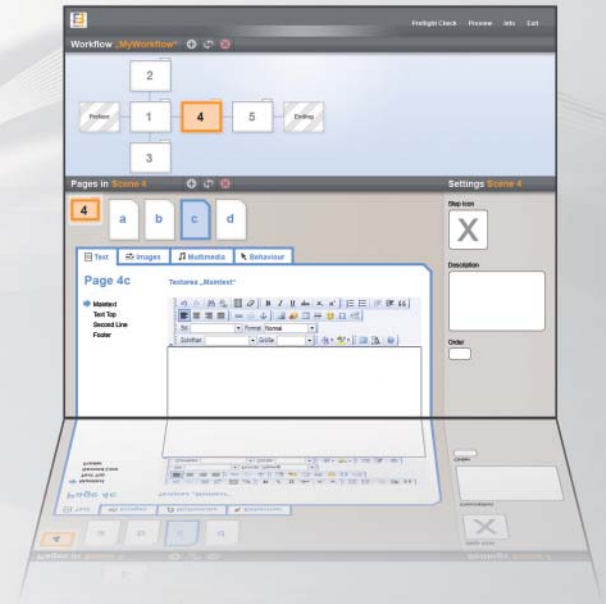 Preflight Check Preview Info Exit
Workflow „MyWorkflow“
2
Preface 1 4 5 Ending
3
Pages in Scene 4 Settings Scene 4
4 a b c d
Step Icon
X
Text Images Multimedia Behaviour
Page 4c Textarea „Maintext“
Description
Maintext
Text Top
Second Line
Footer
Stil Format Normal
Schriftart Größe
Order